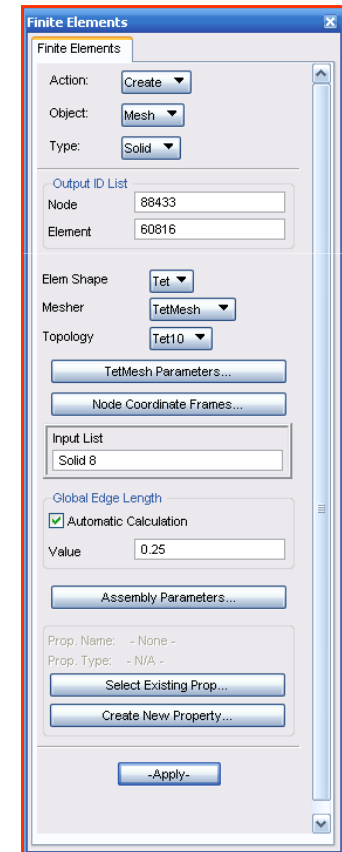 Finite Elements
Finite Elements
Action: Create
Object: Mesh
Type: Solid
Output ID List
Node 88433
Element 60816
Elem Shape Tet
Mesher TetMesh
Topology Tet10
TetMesh Parameters...
Node Coordinate Frames...
Input List
Solid 8
Global Edge Length
Automatic Calculation
Value 0.25
Assembly Parameters...
Prop. Name: - None -
Prop. Type: - N/A -
Select Existing Prop...
Create New Property...
-Apply-